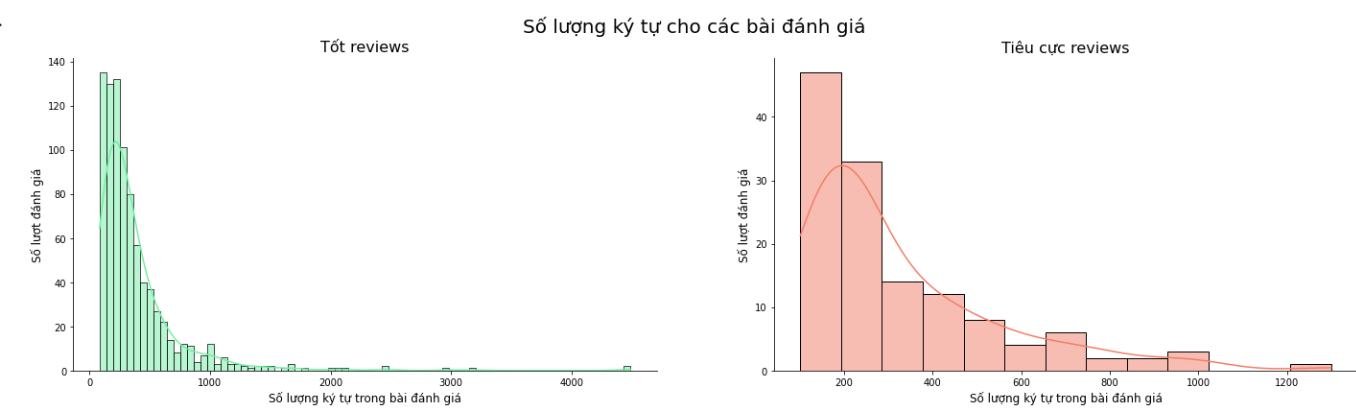 Số lượng ký tự cho các bài đánh giá
Tốt reviews
140
120
100
80
60
40
20
0
Số lượt đánh giá
0 1000 2000 3000 4000
Số lượng ký tự trong bài đánh giá
Tiêu cực reviews
40
30
20
10
0
Số lượt đánh giá
200 400 600 800 1000 1200
Số lượng ký tự trong bài đánh giá